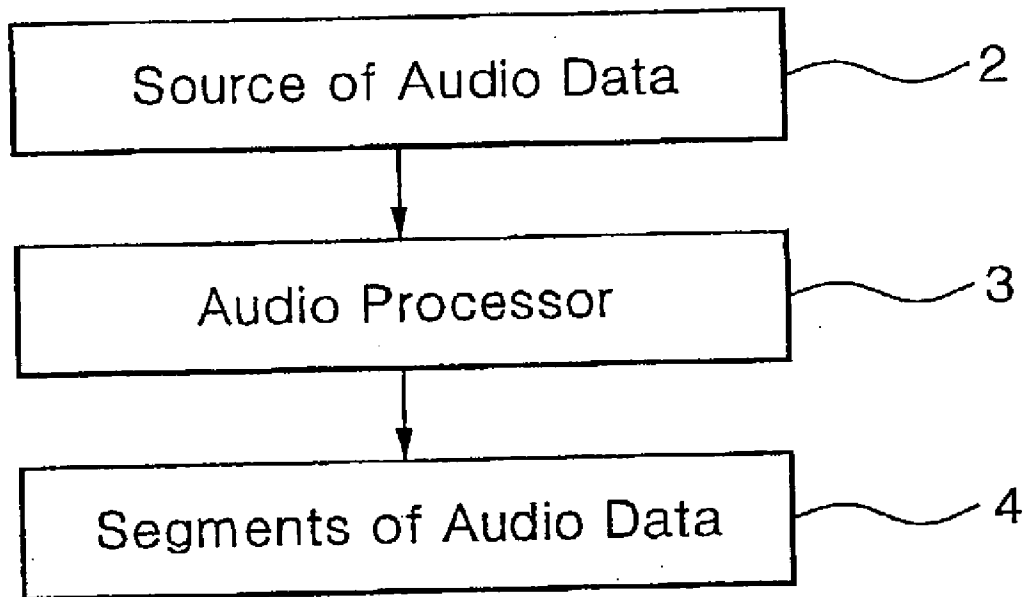 Source of Audio Data 2
Audio Processor 3
Segments of Audio Data 4